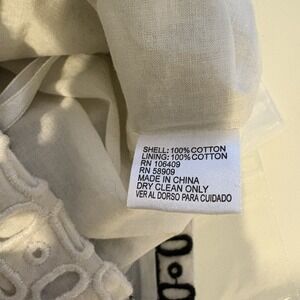 SHELL: 100% COTTON
LINING: 100% COTTON
RN 106409
RN 58909
MADE IN CHINA
DRY CLEAN ONLY
VER AL DORSO PARA CUIDADO